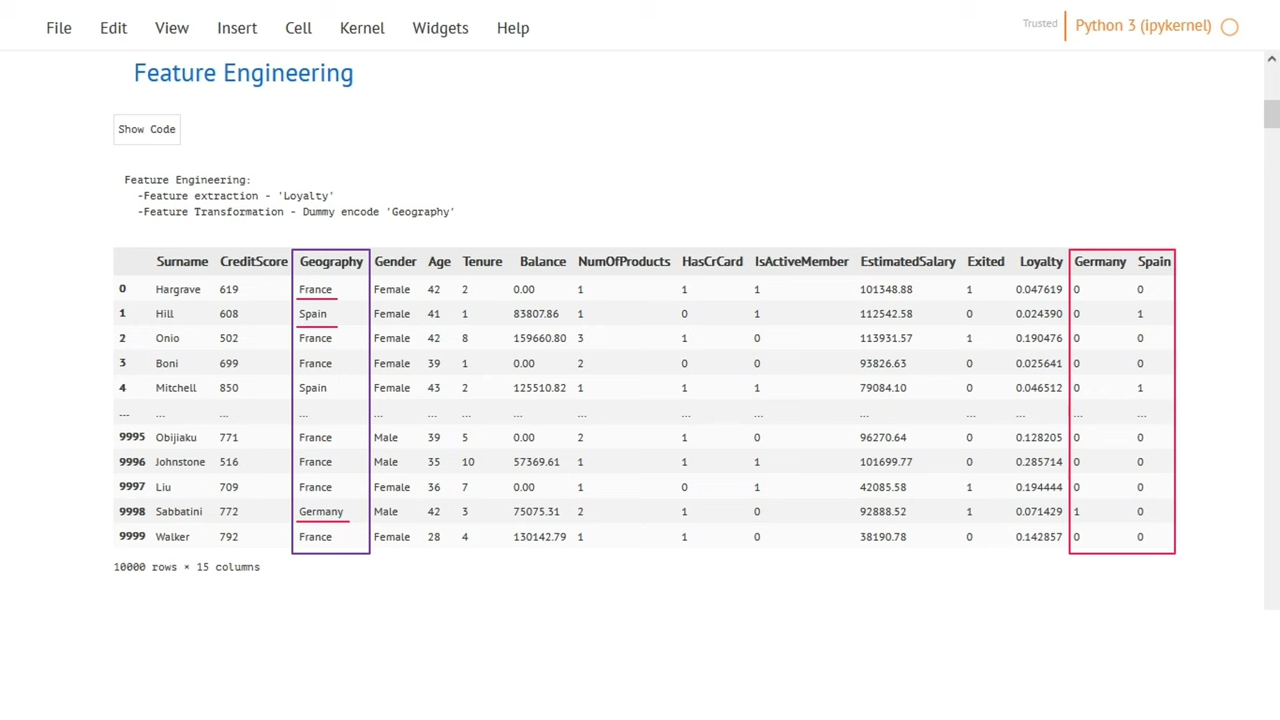 File Edit View Insert Cell Kernel Widgets Help Trusted Python 3 (ipykernel)
Feature Engineering
Show Code
Feature Engineering:
-Feature extraction - 'Loyalty'
-Feature Transformation - Dummy encode 'Geography'
Surname CreditScore Geography Gender Age Tenure Balance NumOfProducts HasCrCard IsActiveMember EstimatedSalary Exited Loyalty Germany Spain
0 Hargrave 619 France Female 42 2 0.00 1 1 1 101348.88 1 0.047619 0 0
1 Hill 608 Spain Female 41 1 83807.86 1 0 1 112542.58 0 0.024390 0 1
2 Onio 502 France Female 42 8 159660.80 3 1 0 113931.57 1 0.190476 0 0
3 Boni 699 France Female 39 1 0.00 2 0 0 93826.63 0 0.025641 0 0
4 Mitchell 850 Spain Female 43 2 125510.82 1 1 1 79084.10 0 0.046512 0 1
... ... ... ... ... ... ... ... ... ... ... ... ... ... ... ...
9995 Obijiaku 771 France Male 39 5 0.00 2 1 0 96270.64 0 0.128205 0 0
9996 Johnstone 516 France Male 35 10 57369.61 1 1 1 101699.77 0 0.285714 0 0
9997 Liu 709 France Female 36 7 0.00 1 0 1 42085.58 1 0.194444 0 0
9998 Sabbatini 772 Germany Male 42 3 75075.31 2 1 0 92888.52 1 0.071429 1 0
9999 Walker 792 France Female 28 4 130142.79 1 1 0 38190.78 0 0.142857 0 0
10000 rows × 15 columns